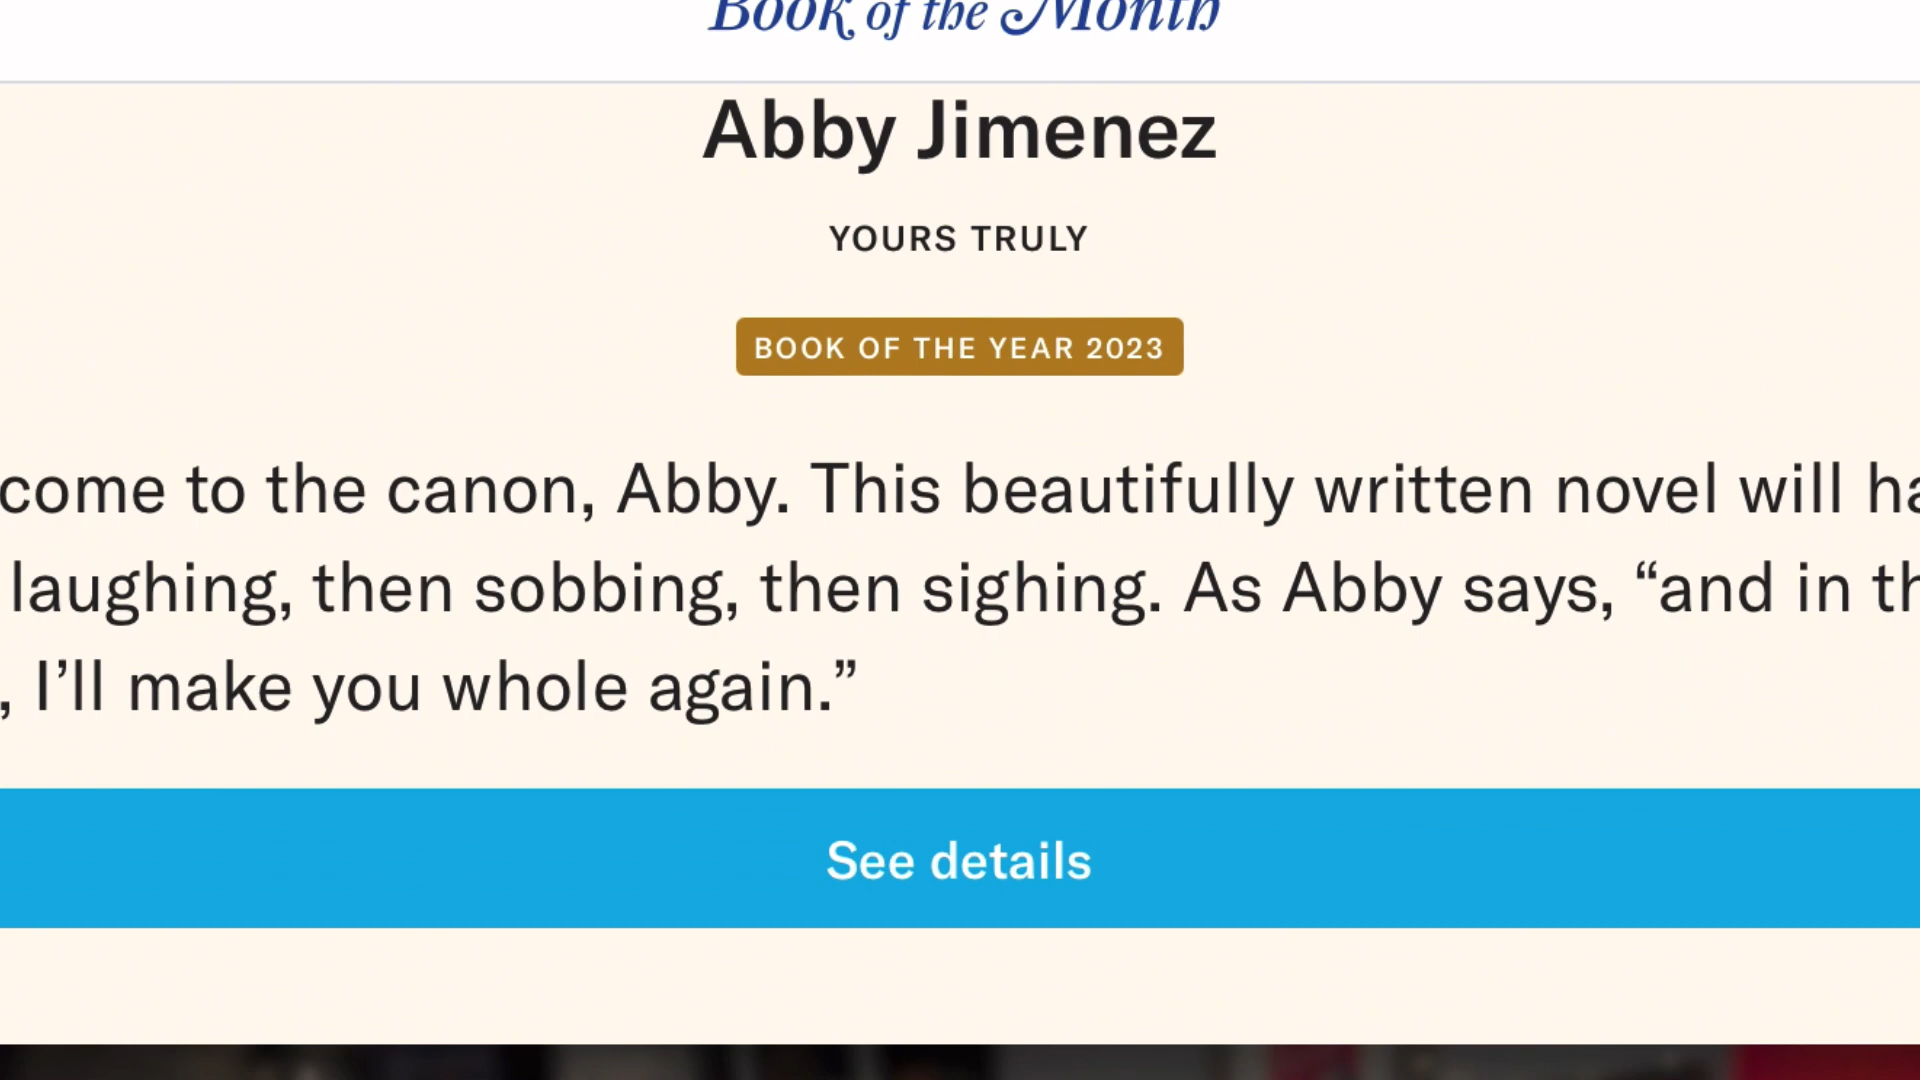 Book of the Month
Abby Jimenez
YOURS TRULY
BOOK OF THE YEAR 2023
come to the canon, Abby. This beautifully written novel will ha
laughing, then sobbing, then sighing. As Abby says, “and in th
, I’ll make you whole again.”
See details